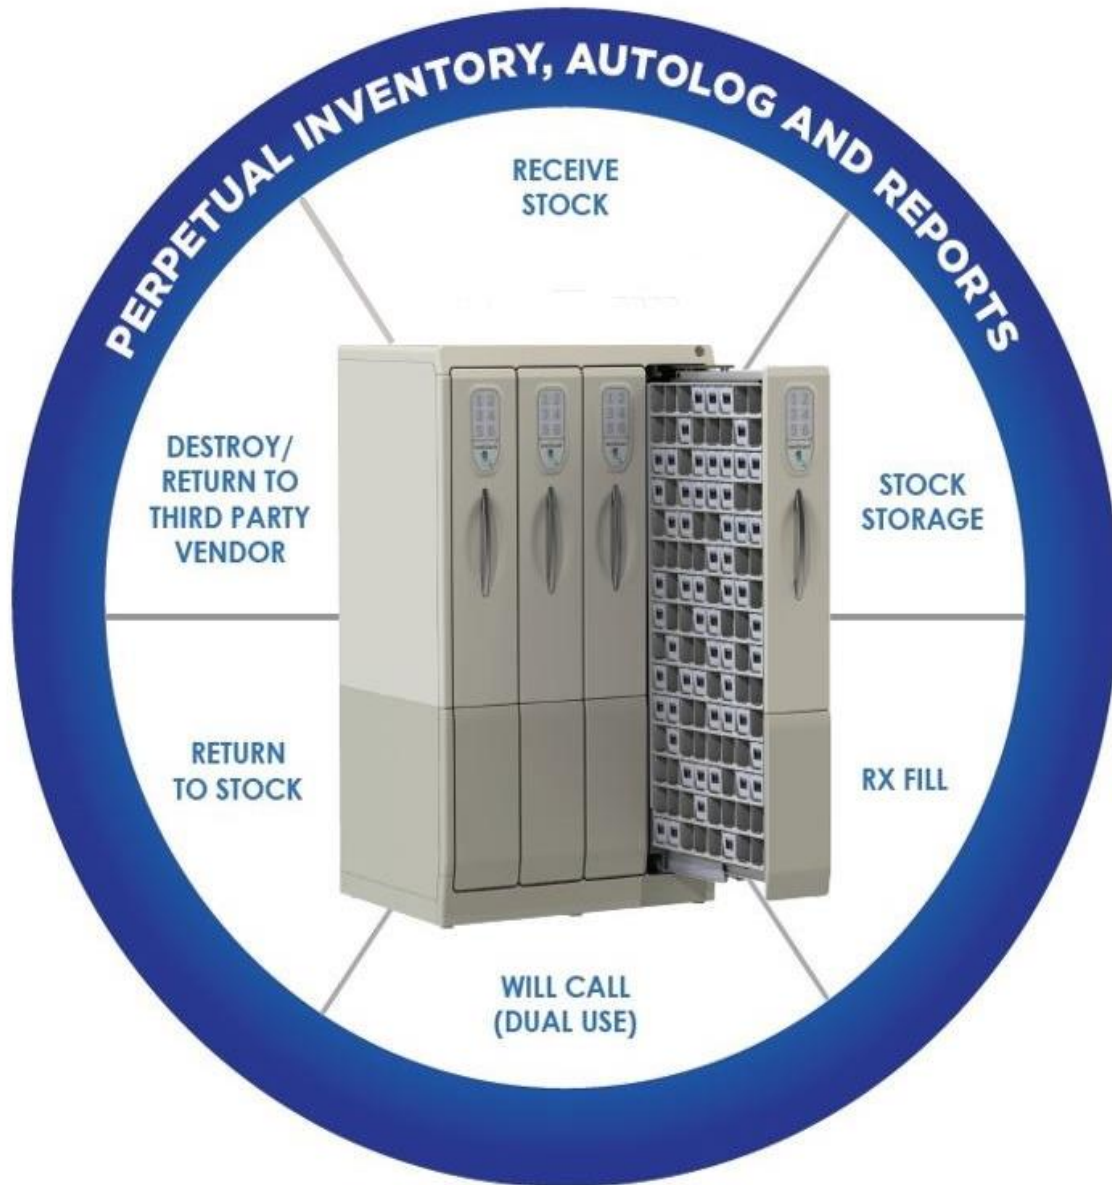 PERPETUAL INVENTORY, AUTOLOG AND REPORTS
RECEIVE
STOCK
STOCK
STORAGE
RX FILL
WILL CALL
(DUAL USE)
RETURN
TO STOCK
DESTROY/
RETURN TO
THIRD PARTY
VENDOR